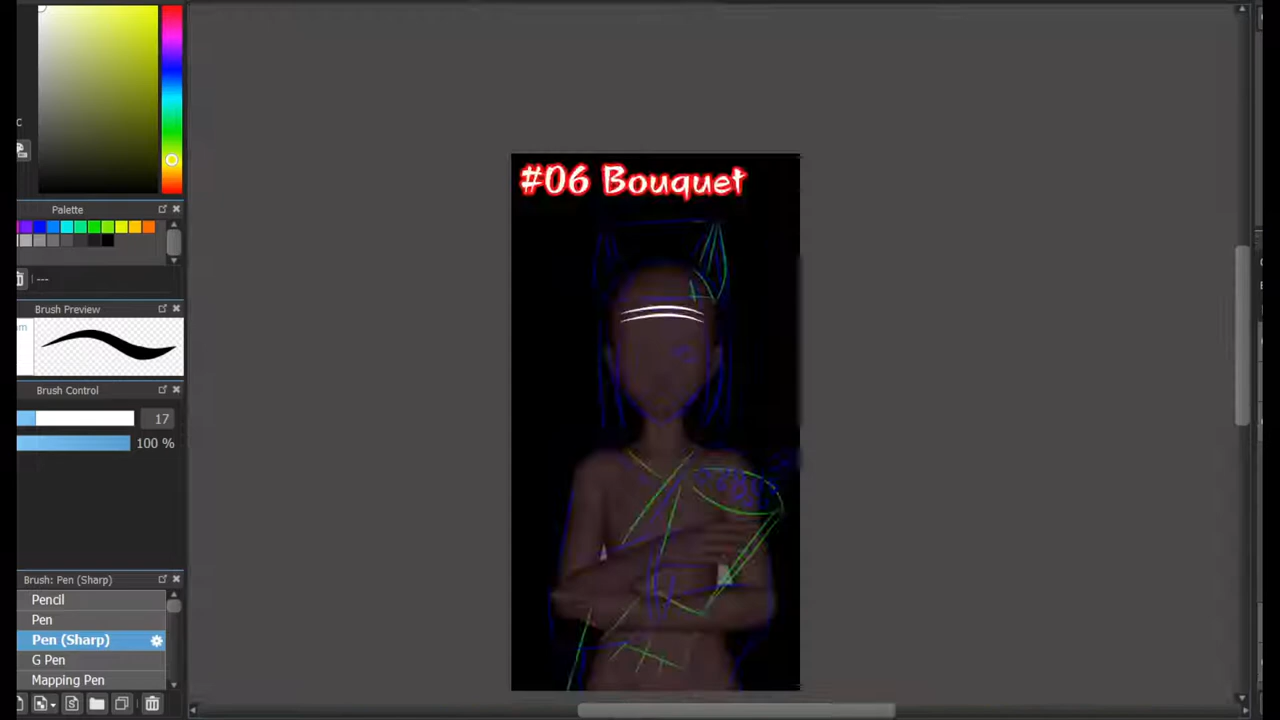 c
Palette
---
Brush Preview
Brush Control
17
100 %
Brush: Pen (Sharp)
Pencil
Pen
Pen (Sharp)
G Pen
Mapping Pen
#06 Bouquet